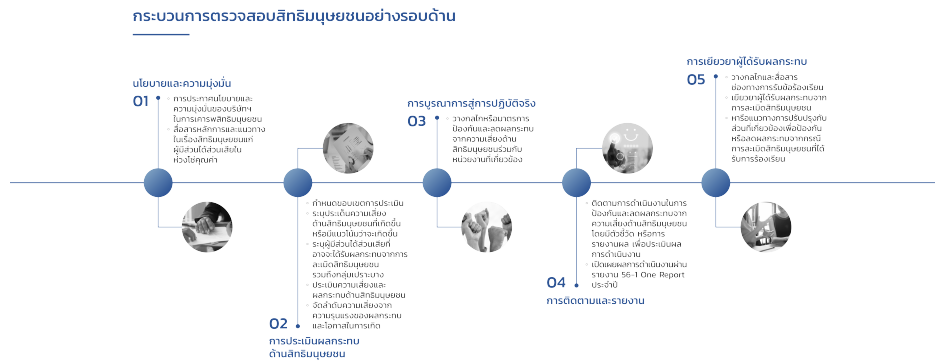 กระบวนการตรวจสอบสิทธิมนุษยชนอย่างรอบด้าน
นโยบายและความมุ่งมั่น
01
การประกาศนโยบายและ
ความมุ่งมั่นของบริษัทฯ
ในการเคารพสิทธิมนุษยชน
สื่อสารหลักการและแนวทาง
ในเรื่องสิทธิมนุษยชนแก่
ผู้มีส่วนได้ส่วนเสียใน
ห่วงโซ่คุณค่า
กำหนดขอบเขตการประเมิน
ระบุประเด็นความเสี่ยง
ด้านสิทธิมนุษยชนที่เกิดขึ้น
หรือมีแนวโน้มว่าจะเกิดขึ้น
ระบุผู้มีส่วนได้ส่วนเสียที่
อาจจะได้รับผลกระทบจากการ
ละเมิดสิทธิมนุษยชน
รวมทั้งกลุ่มเปราะบาง
ประเมินความเสี่ยงและ
ผลกระทบด้านสิทธิมนุษยชน
จัดลำดับความเสี่ยงจาก
ความรุนแรงของผลกระทบ
และโอกาสในการเกิด
02
การประเมินผลกระทบ
ด้านสิทธิมนุษยชน
การบูรณาการสู่การปฏิบัติจริง
03
วางกลไกหรือมาตรการ
ป้องกันและลดผลกระทบ
จากความเสี่ยงด้าน
สิทธิมนุษยชนร่วมกับ
หน่วยงานที่เกี่ยวข้อง
ติดตามการดำเนินงานในการ
ป้องกันและลดผลกระทบจาก
ความเสี่ยงด้านสิทธิมนุษยชน
โดยมีตัวชี้วัด หรือการ
รายงานผล เพื่อประเมินผล
การดำเนินงาน
เปิดเผยผลการดำเนินงานผ่าน
รายงาน 56-1 One Report
ประจำปี
04
การติดตามและรายงาน
การเยียวยาผู้ได้รับผลกระทบ
05
วางกลไกและสื่อสาร
ช่องทางการรับข้อร้องเรียน
เยียวยาผู้ได้รับผลกระทบจาก
การละเมิดสิทธิมนุษยชน
หารือแนวทางการปรับปรุงกับ
ส่วนที่เกี่ยวข้องเพื่อป้องกัน
หรือลดผลกระทบจากกรณี
การละเมิดสิทธิมนุษยชนที่ได้
รับการร้องเรียน